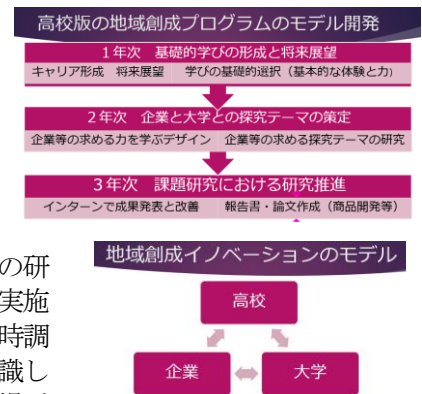 高校版の地域創成プログラムのモデル開発
1年次 基礎的学びの形成と将来展望
キャリア形成 将来展望 学びの基礎的選択(基本的な体験と力)
2年次 企業と大学との探究テーマの策定
企業等の求める力を学ぶデザイン 企業等の求める探究テーマの研究
3年次 課題研究における研究推進
インターンで成果発表と改善 報告書・論文作成(商品開発等)
の研
実施
時調
識し
地域創成イノベーションのモデル
高校
企業 大学